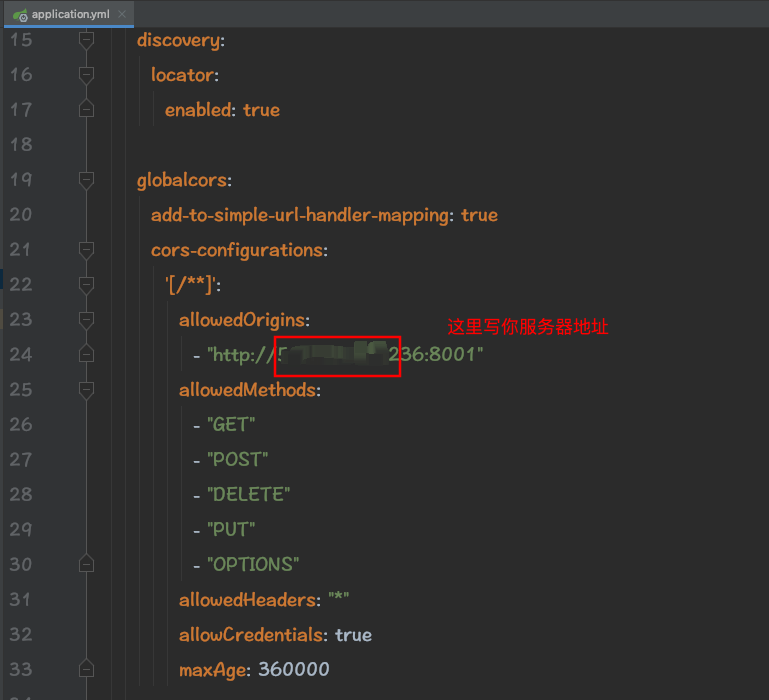 application.yml
15 discovery:
16 locator:
17 enabled: true
18
19 globalcors:
20 add-to-simple-url-handler-mapping: true
21 cors-configurations:
22 '[/**]':
23 allowedOrigins:
这里写你服务器地址
24 - "http://5 236:8001"
25 allowedMethods:
26 - "GET"
27 - "POST"
28 - "DELETE"
29 - "PUT"
30 - "OPTIONS"
31 allowedHeaders: "*"
32 allowCredentials: true
33 maxAge: 360000